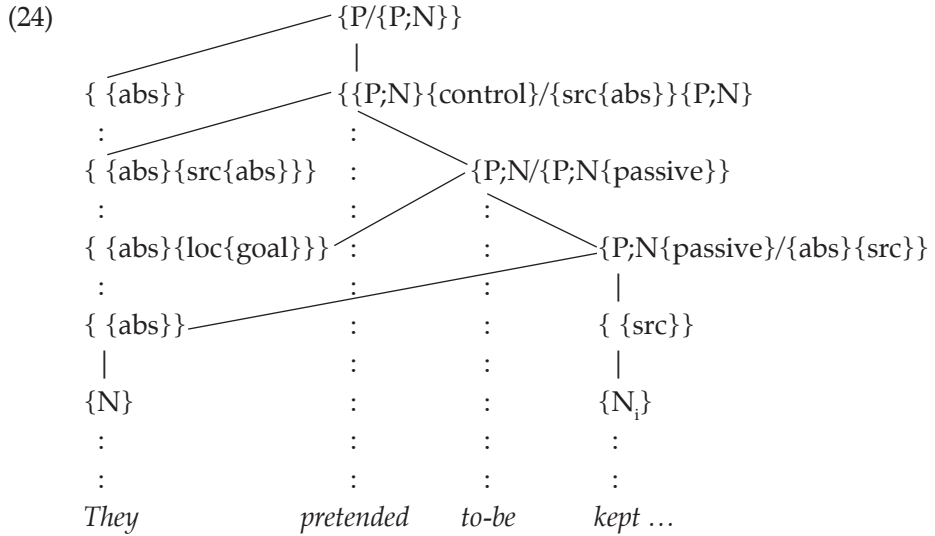 (24) {P/{P;N}}
{ {abs}} {{P;N}{control}/{src{abs}}{P;N}
: :
{ {abs}{src{abs}}} : {P;N/{P;N{passive}}
: : :
{ {abs}{loc{goal}}} : : {P;N{passive}/{abs}{src}}
: : :
{ {abs}} : : { {src}}
: :
{N} : : {Nᵢ}
: : : :
: : : :
They pretended to-be kept …